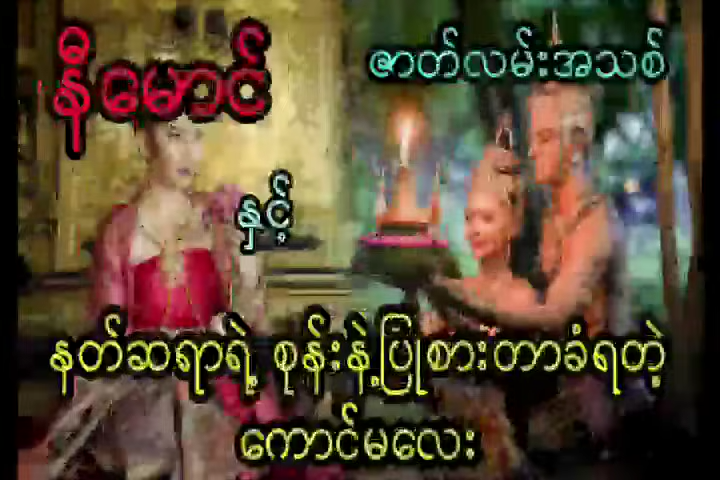 နီမောင်
ဇာတ်လမ်းအသစ်
နှင့်
နတ်ဆရာရဲ့ စုန်းနဲ့ပြုစားတာခံရတဲ့
ကောင်မလေး